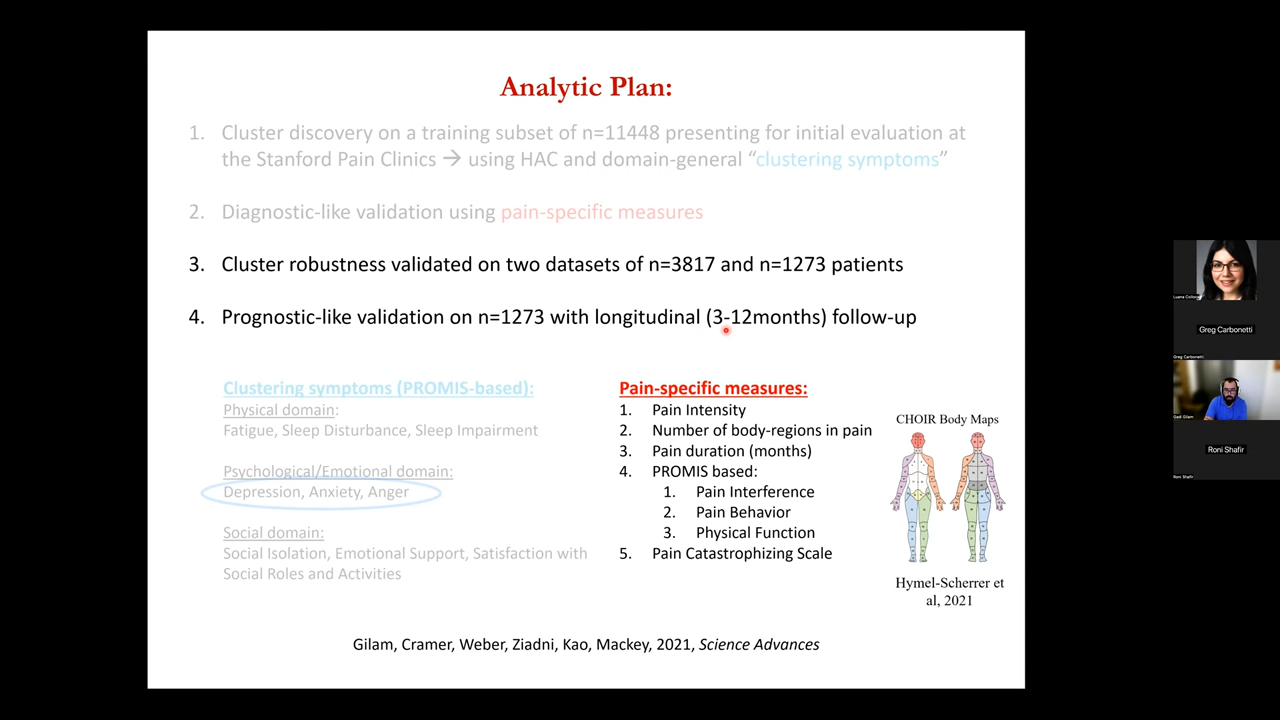 Analytic Plan:
1. Cluster discovery on a training subset of n=11448 presenting for initial evaluation at
the Stanford Pain Clinics → using HAC and domain-general “clustering symptoms”
2. Diagnostic-like validation using pain-specific measures
3. Cluster robustness validated on two datasets of n=3817 and n=1273 patients
4. Prognostic-like validation on n=1273 with longitudinal (3-12months) follow-up
Clustering symptoms (PROMIS-based):
Physical domain:
Fatigue, Sleep Disturbance, Sleep Impairment
Psychological/Emotional domain:
Depression, Anxiety, Anger
Social domain:
Social Isolation, Emotional Support, Satisfaction with
Social Roles and Activities
Pain-specific measures:
1. Pain Intensity
2. Number of body-regions in pain
3. Pain duration (months)
4. PROMIS based:
1. Pain Interference
2. Pain Behavior
3. Physical Function
5. Pain Catastrophizing Scale
CHOIR Body Maps
Hymel-Scherrer et
al, 2021
Gilam, Cramer, Weber, Ziadni, Kao, Mackey, 2021, Science Advances
Luana Colloca
Greg Carbonetti
Greg Carbonetti
Gadi Gilam
Roni Shafir
Roni Shafir